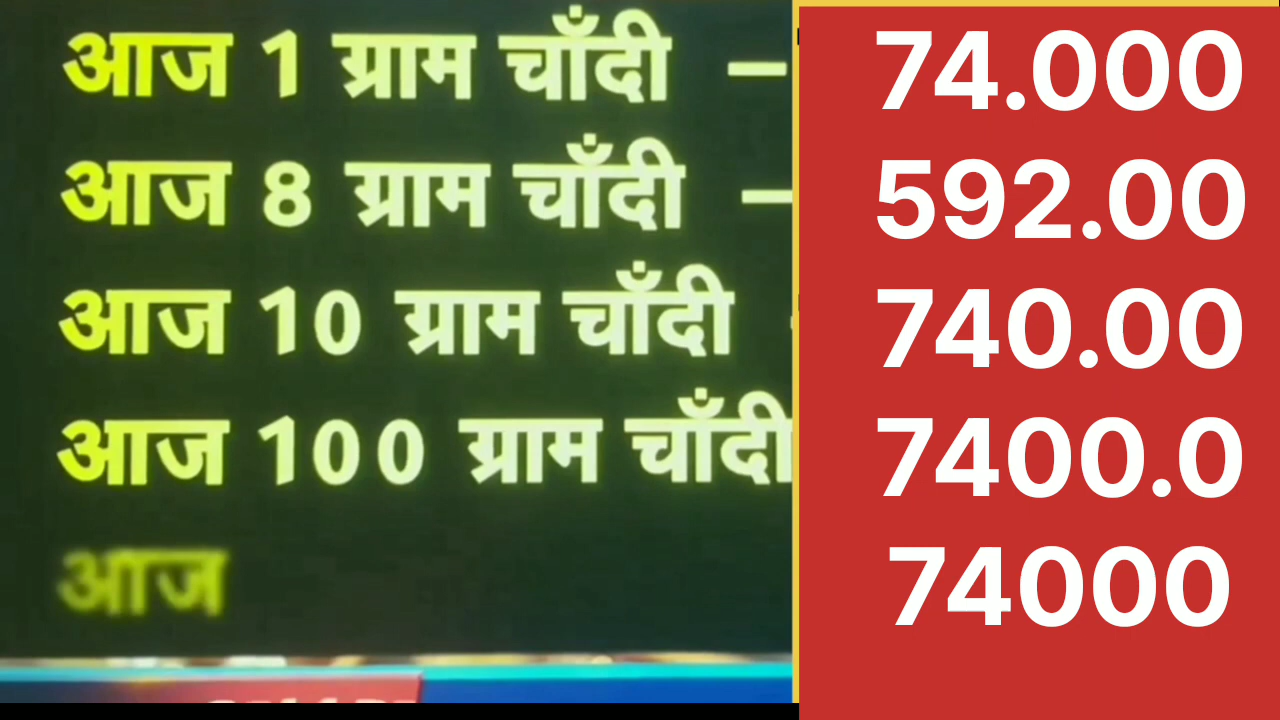 आज 1 ग्राम चाँदी – 74.000
आज 8 ग्राम चाँदी – 592.00
आज 10 ग्राम चाँदी 740.00
आज 100 ग्राम चाँदी 7400.0
आज 74000